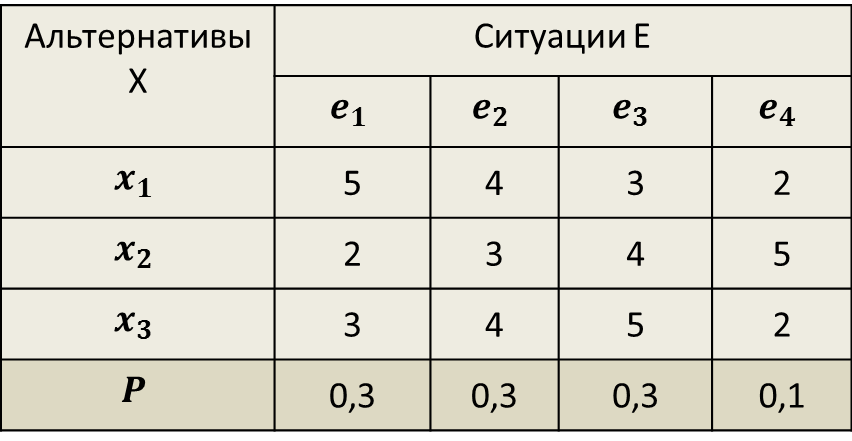 Альтернативы Ситуации Е
Х
e₁ e₂ e₃ e₄
x₁ 5 4 3 2
x₂ 2 3 4 5
x₃ 3 4 5 2
P 0,3 0,3 0,3 0,1